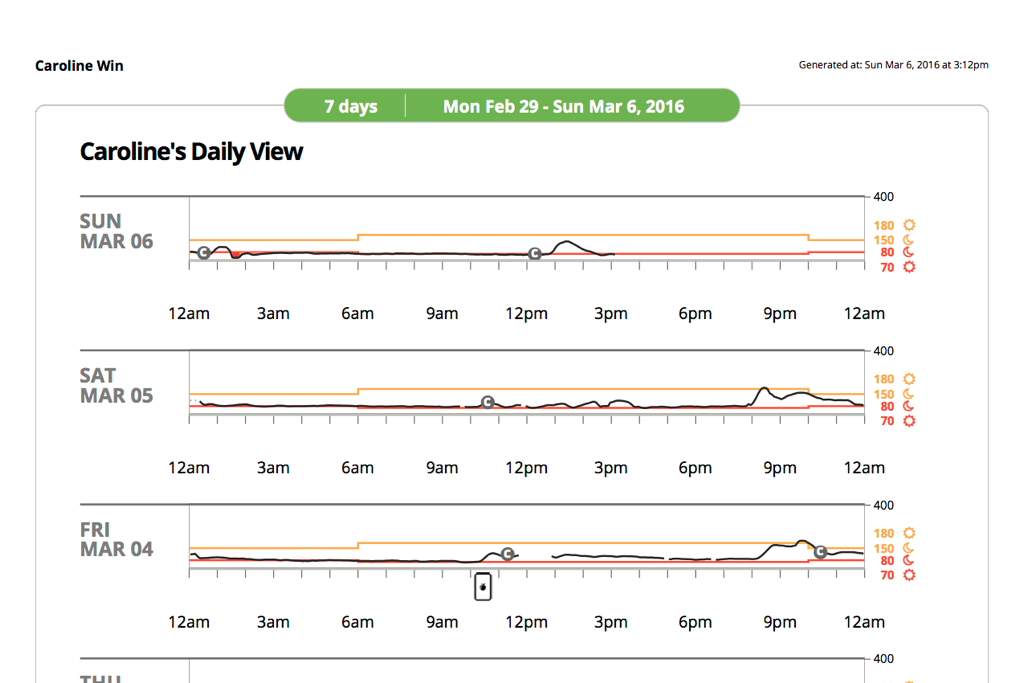 Caroline Win
Generated at: Sun Mar 6, 2016 at 3:12pm
7 days Mon Feb 29 - Sun Mar 6, 2016
Caroline's Daily View
400
SUN
MAR 06
180
150
80
70
C C
12am 3am 6am 9am 12pm 3pm 6pm 9pm 12am
400
SAT
MAR 05
180
150
80
70
C
12am 3am 6am 9am 12pm 3pm 6pm 9pm 12am
400
FRI
MAR 04
180
150
80
70
C C
12am 3am 6am 9am 12pm 3pm 6pm 9pm 12am
400
THU